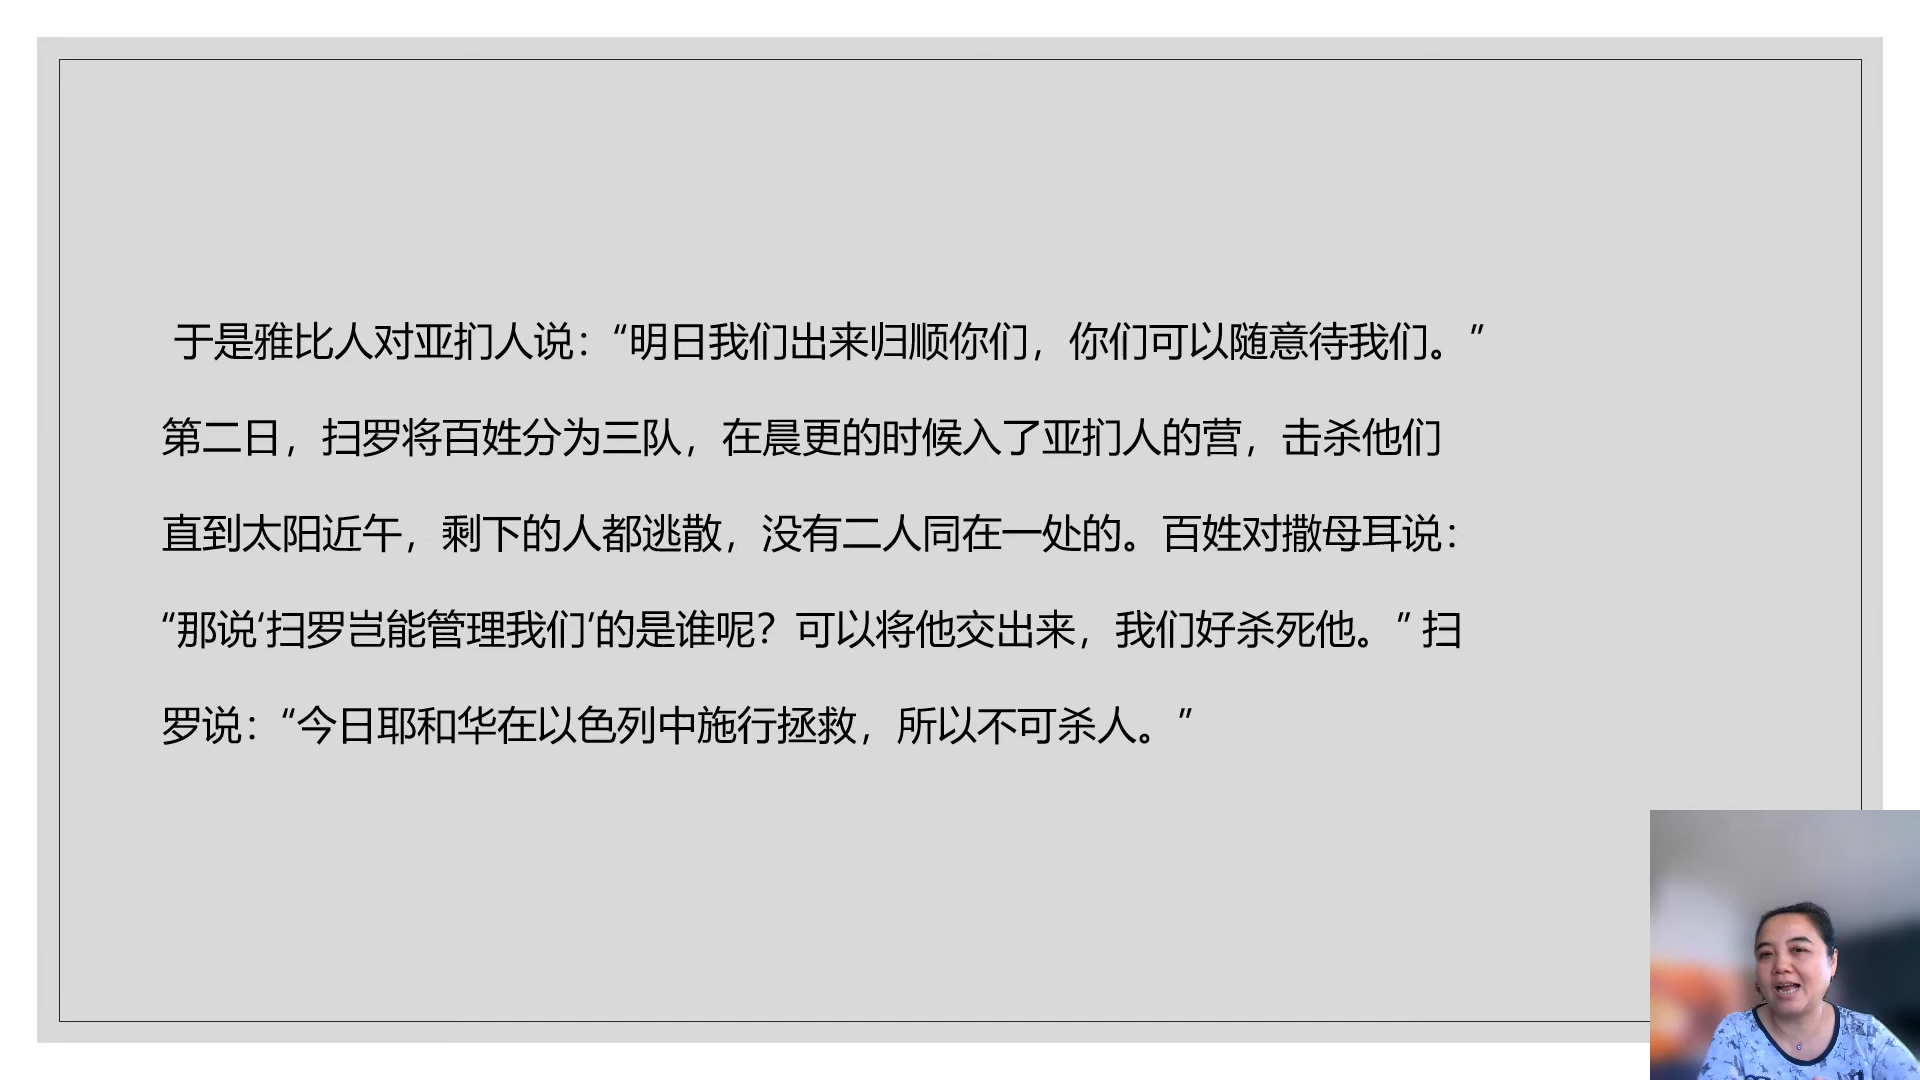 于是雅比人对亚扪人说：“明日我们出来归顺你们，你们可以随意待我们。”
第二日，扫罗将百姓分为三队，在晨更的时候入了亚扪人的营，击杀他们
直到太阳近午，剩下的人都逃散，没有二人同在一处的。百姓对撒母耳说：
“那说‘扫罗岂能管理我们’的是谁呢？可以将他交出来，我们好杀死他。” 扫
罗说：“今日耶和华在以色列中施行拯救，所以不可杀人。”